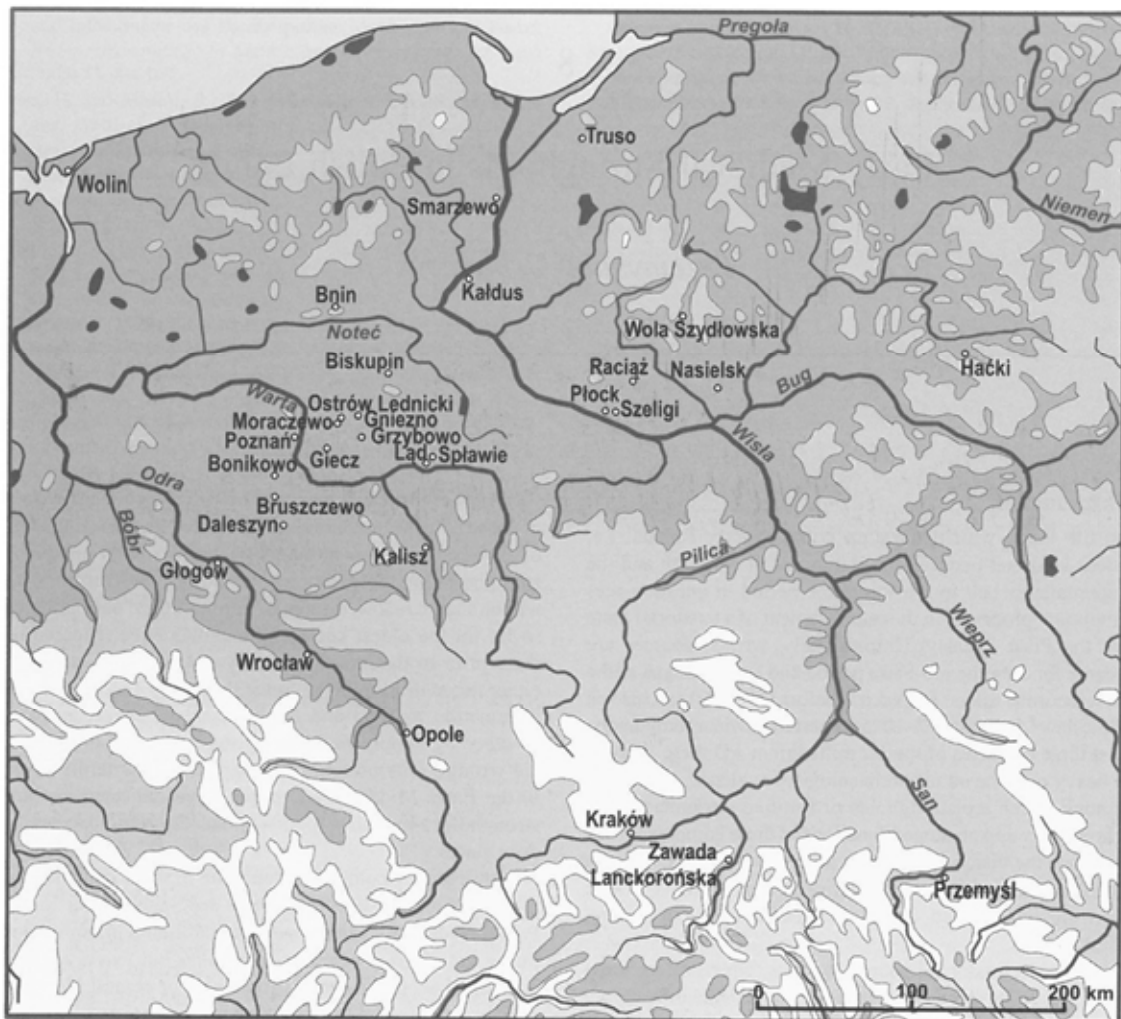 Pregoła
Truso
Wolin
Smarzewo
Niemen
Kałdus
Bnin
Noteć
Wola Szydłowska
Biskupin
Raciąż
Nasielsk
Haćki
Płock
Szeligi
Bug
Warta
Ostrów Lednicki
Moraczewo
Gniezno
Poznań
Grzybowo
Giecz
Ląd
Spławie
Wisła
Bonikowo
Odra
Bruszczewo
Bóbr
Daleszyn
Kalisz
Pilica
Głogów
Wieprz
Wrocław
Opole
San
Kraków
Zawada
Lanckorońska
Przemyśl
0 100 200 km